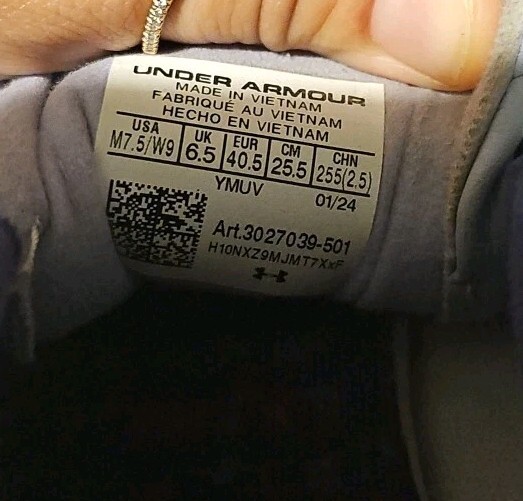 UNDER ARMOUR
MADE IN VIETNAM
FABRIQUÉ AU VIETNAM
HECHO EN VIETNAM
USA UK EUR CM CHN
M7.5/W9 6.5 40.5 25.5 255(2.5)
YMUV 01/24
Art.3027039-501
H10NXZ9MJMT7XxF